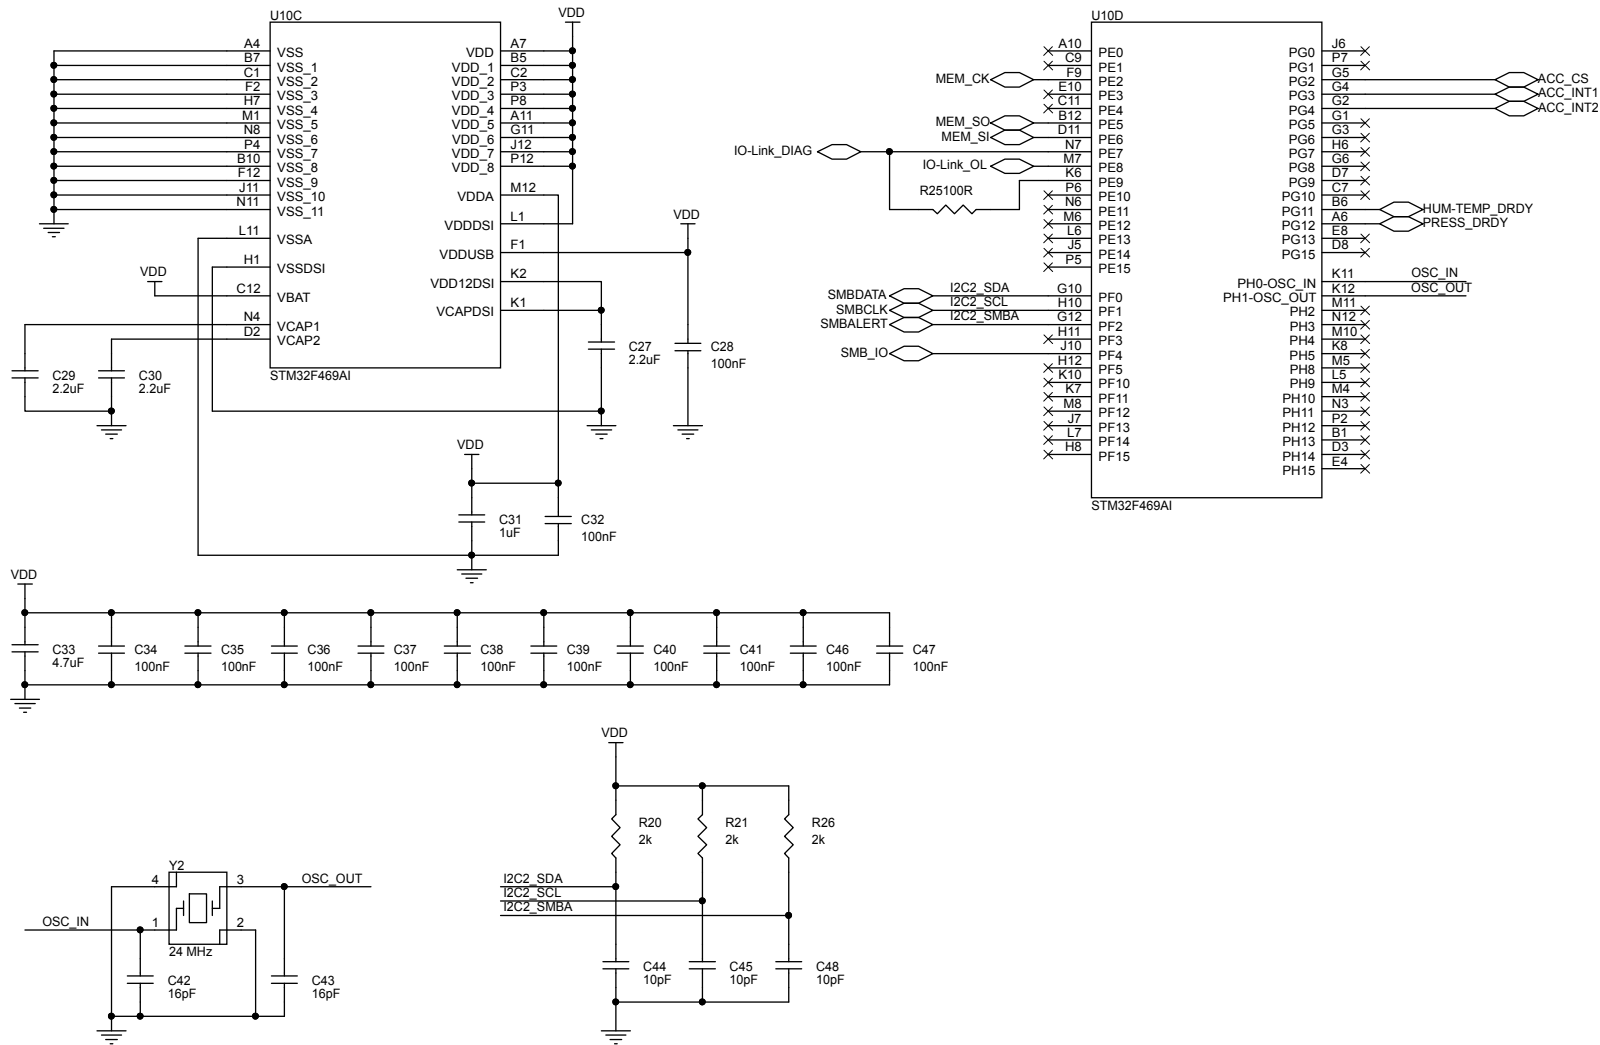 U10C
VDD
A4 VSS VDD A7
B7 VSS_1 VDD_1 B5
C1 VSS_2 VDD_2 C2
F2 VSS_3 VDD_3 P3
H7 VSS_4 VDD_4 P8
M1 VSS_5 VDD_5 A11
N8 VSS_6 VDD_6 G11
P4 VSS_7 VDD_7 J12
B10 VSS_8 VDD_8 P12
F12 VSS_9
J11 VSS_10 VDDA M12
N11 VSS_11
VDDDSI L1
L11 VSSA
VDDUSB F1
VDD
H1 VSSDSI
VDD12DSI K2
VDD
C12 VBAT
VCAPDSI K1
N4 VCAP1
D2 VCAP2
STM32F469AI
C29
2.2uF
C30
2.2uF
C27
2.2uF
C28
100nF
VDD
C31
1uF
C32
100nF
U10D
A10 PE0
C9 PE1
MEM_CK F9 PE2
E10 PE3
C11 PE4
MEM_SO B12 PE5
MEM_SI D11 PE6
IO-Link_DIAG N7 PE7
IO-Link_OL M7 PE8
K6 PE9
R25100R
P6 PE10
N6 PE11
M6 PE12
L6 PE13
J5 PE14
P5 PE15
SMBDATA I2C2_SDA G10 PF0
SMBCLK I2C2_SCL H10 PF1
SMBALERT I2C2_SMBA G12 PF2
H11 PF3
SMB_IO J10 PF4
H12 PF5
K10 PF10
K7 PF11
M8 PF12
J7 PF13
L7 PF14
H8 PF15
PG0 J6
PG1 P7
PG2 G5 ACC_CS
PG3 G4 ACC_INT1
PG4 G2 ACC_INT2
PG5 G1
PG6 G3
PG7 H6
PG8 G6
PG9 D7
PG10 C7
PG11 B6 HUM-TEMP_DRDY
PG12 A6 PRESS_DRDY
PG13 E8
PG15 D8
PH0-OSC_IN K11 OSC_IN
PH1-OSC_OUT K12 OSC_OUT
PH2 M11
PH3 N12
PH4 M10
PH5 K8
PH8 M5
PH9 L5
PH10 M4
PH11 N3
PH12 P2
PH13 B1
PH14 D3
PH15 E4
STM32F469AI
VDD
C33
4.7uF
C34
100nF
C35
100nF
C36
100nF
C37
100nF
C38
100nF
C39
100nF
C40
100nF
C41
100nF
C46
100nF
C47
100nF
Y2
4 3 OSC_OUT
OSC_IN 1 2
24 MHz
C42
16pF
C43
16pF
VDD
R20
2k
R21
2k
R26
2k
I2C2_SDA
I2C2_SCL
I2C2_SMBA
C44
10pF
C45
10pF
C48
10pF